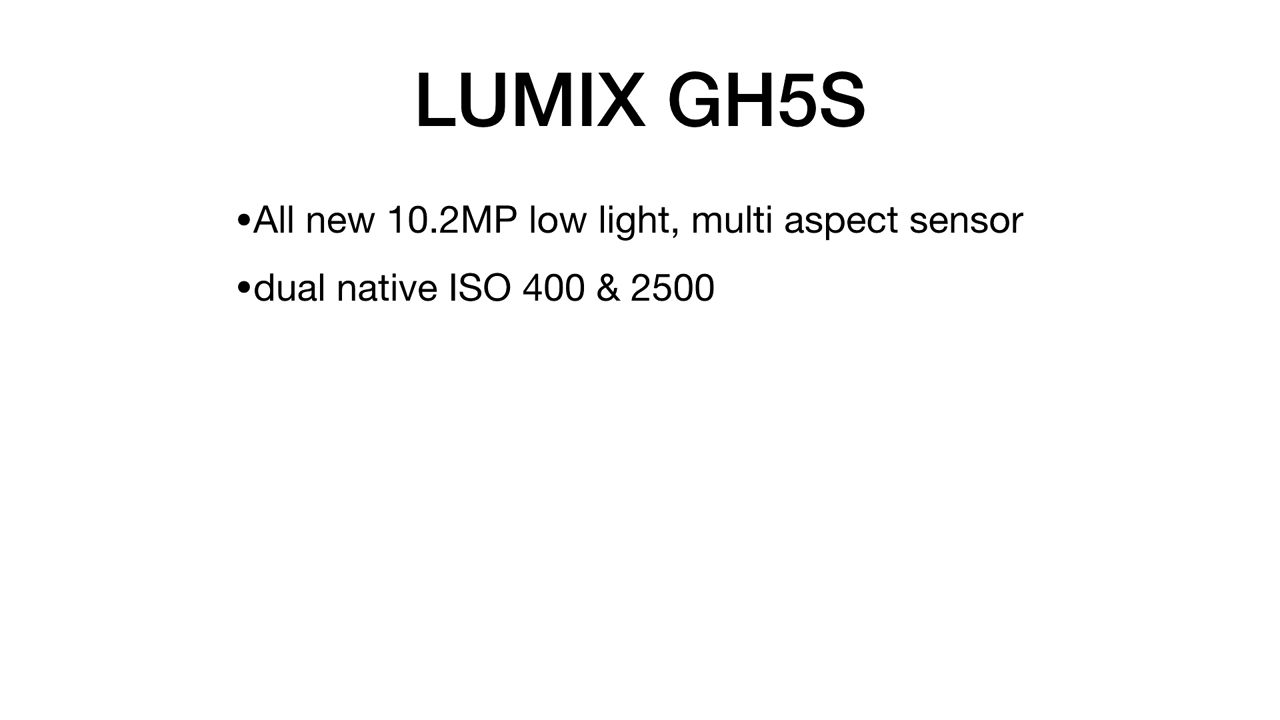 LUMIX GH5S
•All new 10.2MP low light, multi aspect sensor
•dual native ISO 400 & 2500